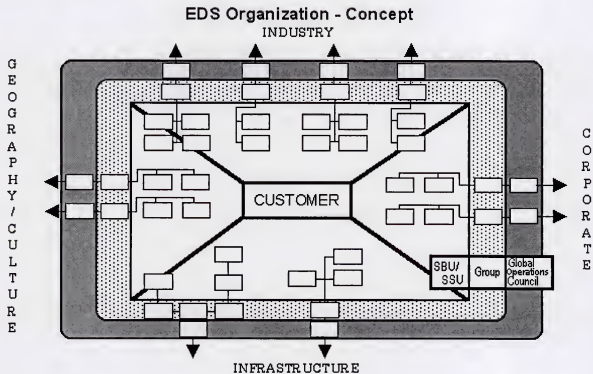 EDS Organization - Concept
INDUSTRY
GEOGRAPHY/CULTURE
CUSTOMER
CORPORATE
SBU/
SSU
Group
Global
Operations
Council
INFRASTRUCTURE